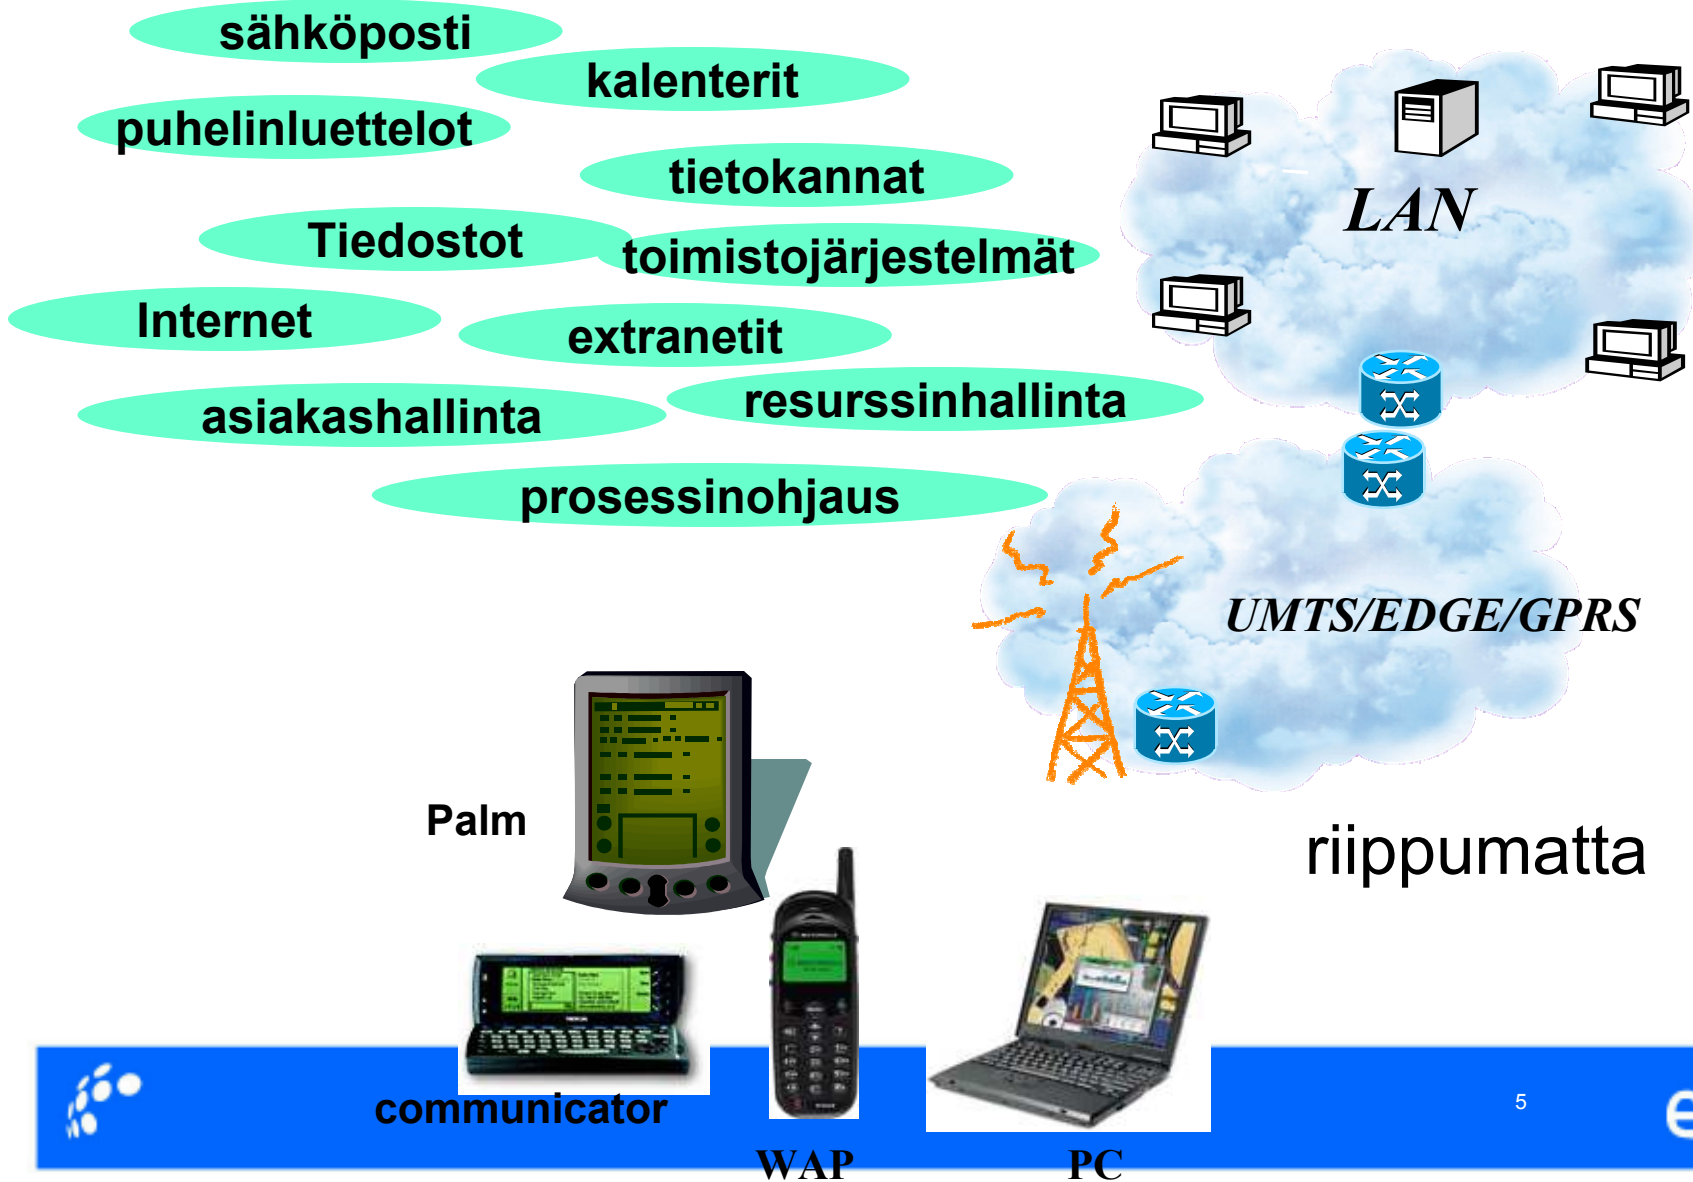 sähköposti
kalenterit
puhelinluettelot
tietokannat
Tiedostot
toimistojärjestelmät
Internet
extranetit
asiakashallinta
resurssinhallinta
prosessinohjaus
LAN
UMTS/EDGE/GPRS
Palm
riippumatta
communicator
WAP
PC
5
e